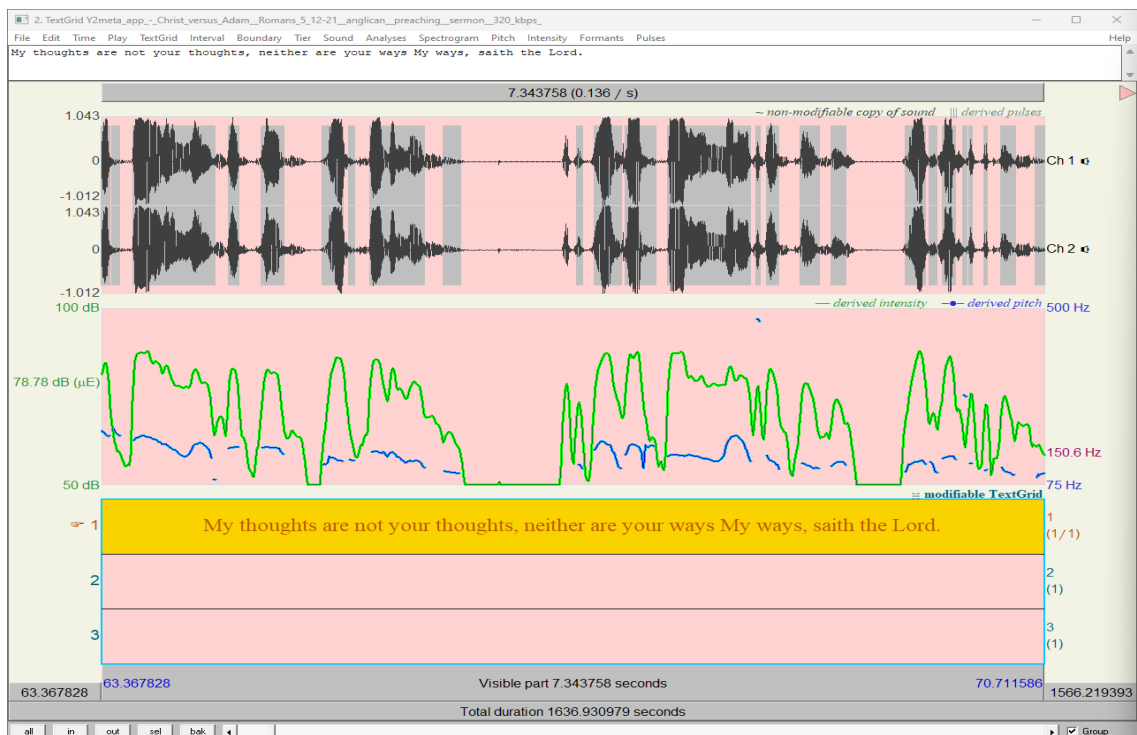 2. TextGrid Y2meta_app_-_Christ_versus_Adam__Romans_5_12-21__anglican_preaching_sermon__320_kbps_
File Edit Time Play TextGrid Interval Boundary Tier Sound Analyses Spectrogram Pitch Intensity Formants Pulses Help
My thoughts are not your thoughts, neither are your ways My ways, saith the Lord.
7.343758 (0.136 / s)
~ non-modifiable copy of sound ||| derived pulses
1.043
0
-1.012
Ch 1
1.043
0
-1.012
Ch 2
derived intensity derived pitch
100 dB
500 Hz
78.78 dB (µE)
150.6 Hz
50 dB
75 Hz
modifiable TextGrid
1 My thoughts are not your thoughts, neither are your ways My ways, saith the Lord. 1
(1/1)
2 2
(1)
3 3
(1)
63.367828 63.367828 Visible part 7.343758 seconds 70.711586 1566.219393
Total duration 1636.930979 seconds
all in out sel bak Group